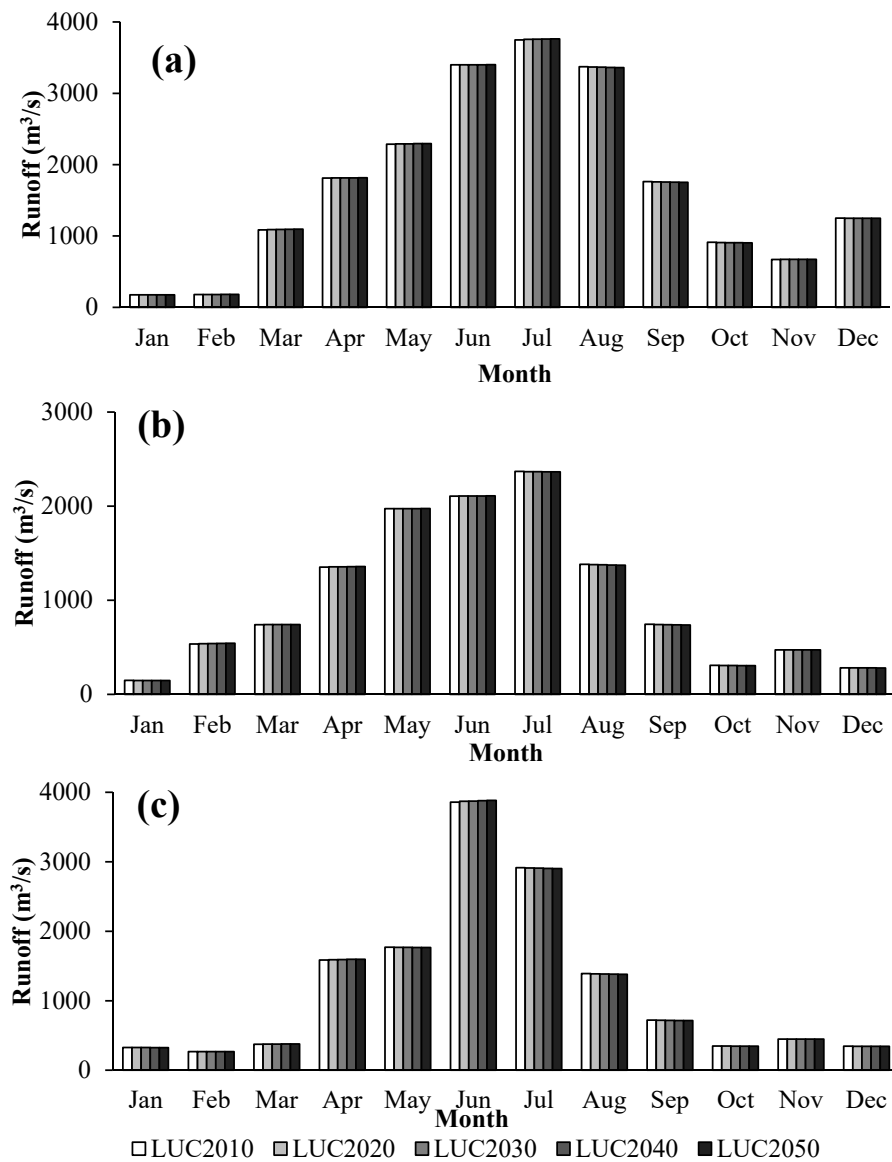 (a)
Runoff (m³/s)
4000
3000
2000
1000
0
Jan Feb Mar Apr May Jun Jul Aug Sep Oct Nov Dec
Month
(b)
Runoff (m³/s)
3000
2000
1000
0
Jan Feb Mar Apr May Jun Jul Aug Sep Oct Nov Dec
Month
(c)
Runoff (m³/s)
4000
3000
2000
1000
0
Jan Feb Mar Apr May Jun Jul Aug Sep Oct Nov Dec
Month
LUC2010 LUC2020 LUC2030 LUC2040 LUC2050